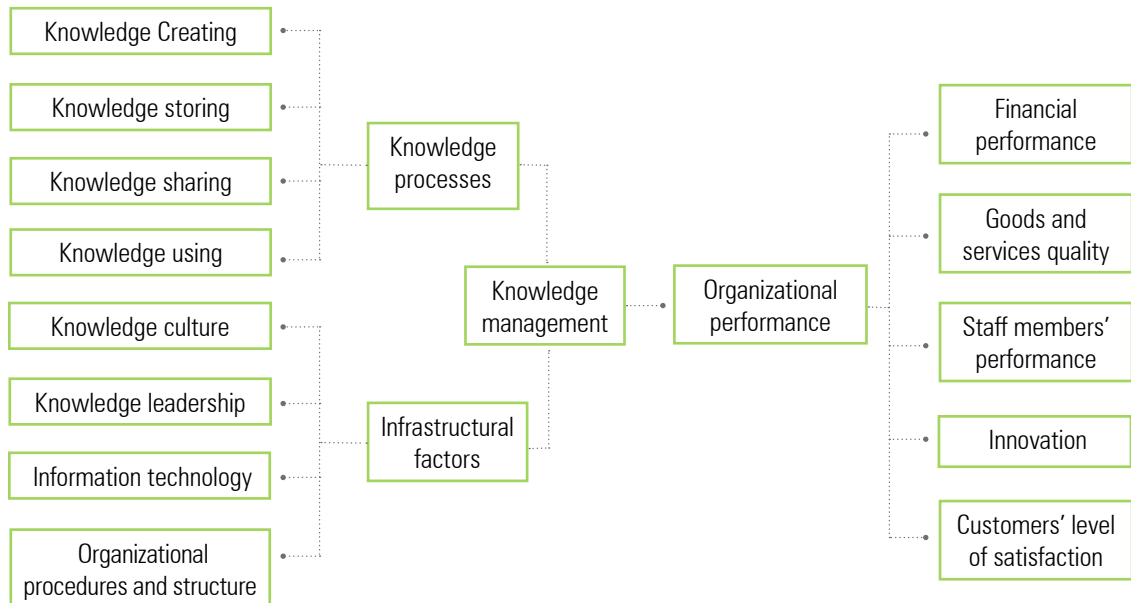 Knowledge Creating
Knowledge storing
Knowledge sharing
Knowledge using
Knowledge culture
Knowledge leadership
Information technology
Organizational
procedures and structure
Knowledge
processes
Infrastructural
factors
Knowledge
management
Organizational
performance
Financial
performance
Goods and
services quality
Staff members’
performance
Innovation
Customers’ level
of satisfaction